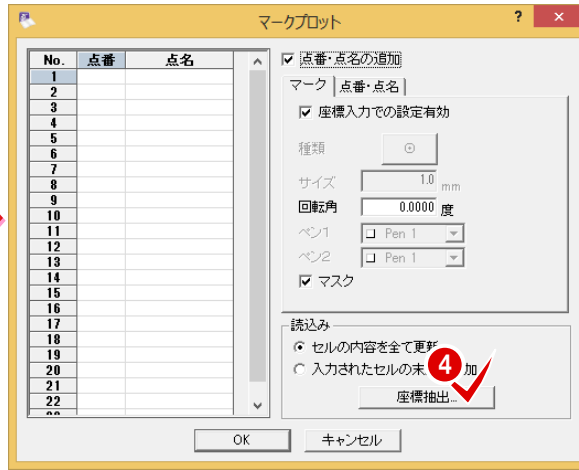 マークプロット ? ×
No. 点番 点名
1
2
3
4
5
6
7
8
9
10
11
12
13
14
15
16
17
18
19
20
21
22
☑ 点番・点名の追加
マーク 点番・点名
☑ 座標入力での設定有効
種類
サイズ 1.0 mm
回転角 0.0000 度
ペン1 Pen 1
ペン2 Pen 1
☑ マスク
読込み
セルの内容を全て更
入力されたセルの末 加
4
座標抽出...
OK キャンセル